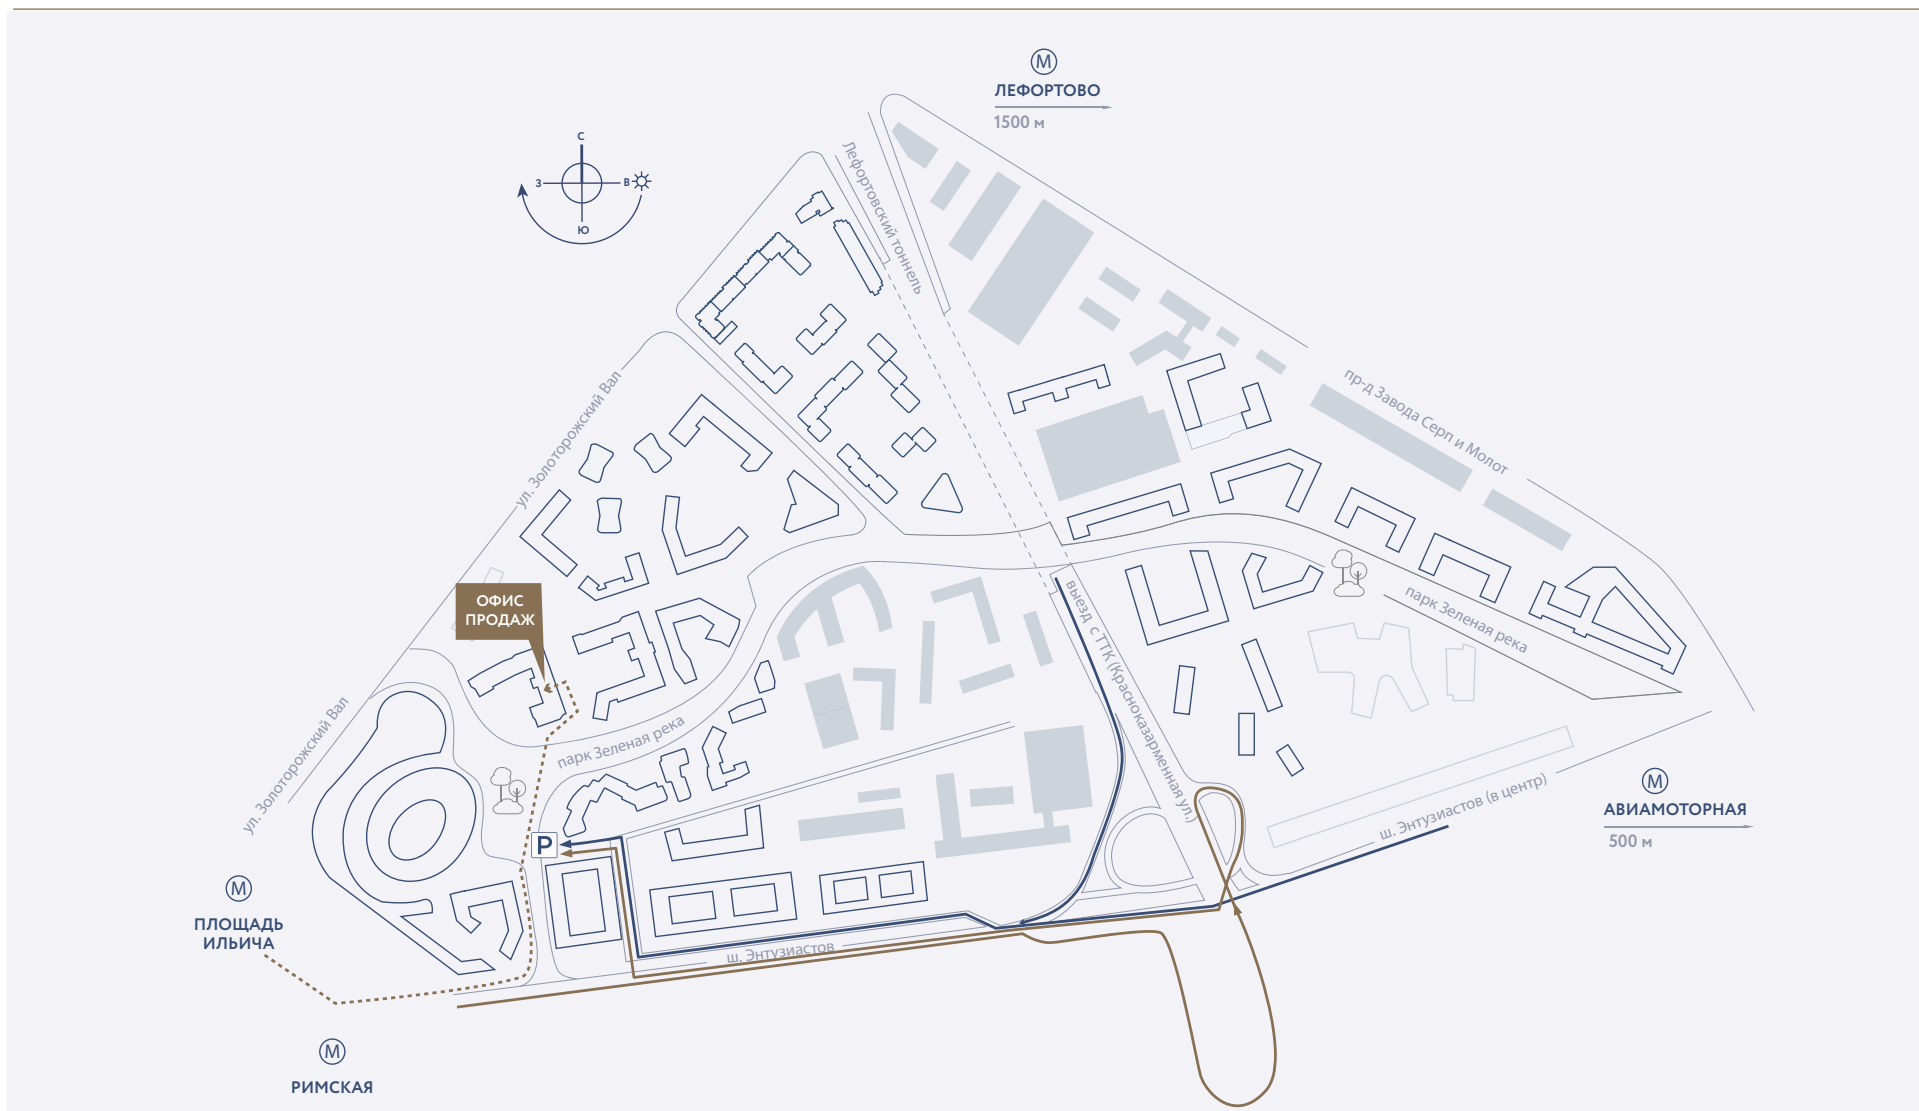 М
ЛЕФОРТОВО
1500 м
С
З
В
Ю
Лефортовский тоннель
пр-д Завода Серп и Молот
ул. Золоторожский Вал
ОФИС
ПРОДАЖ
парк Зеленая река
выезд с ТТК (Красноказарменная ул.)
ул. Золоторожский Вал
парк Зеленая река
М
АВИАМОТОРНАЯ
500 м
ш. Энтузиастов (в центр)
P
М
ПЛОЩАДЬ
ИЛЬИЧА
ш. Энтузиастов
М
РИМСКАЯ